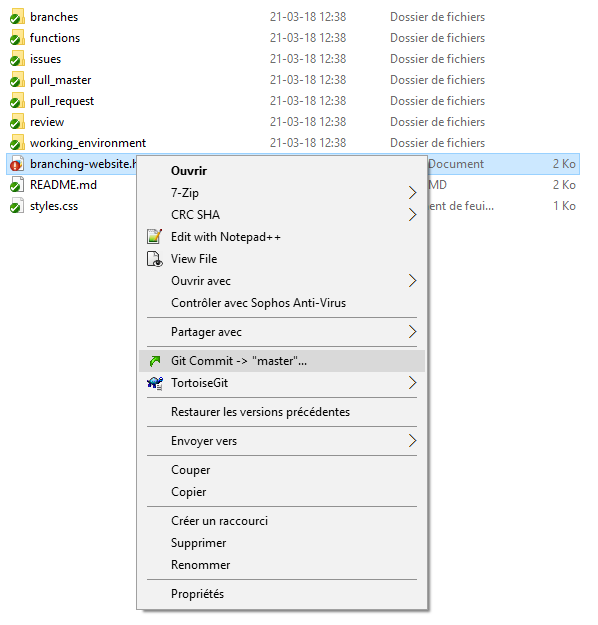 branches 21-03-18 12:38 Dossier de fichiers
functions 21-03-18 12:38 Dossier de fichiers
issues 21-03-18 12:38 Dossier de fichiers
pull_master 21-03-18 12:38 Dossier de fichiers
pull_request 21-03-18 12:38 Dossier de fichiers
review 21-03-18 12:38 Dossier de fichiers
working_environment 21-03-18 12:38 Dossier de fichiers
branching-website.h Document 2 Ko
README.md MD 2 Ko
styles.css ent de feui... 1 Ko
Ouvrir
7-Zip
CRC SHA
Edit with Notepad++
View File
Ouvrir avec
Contrôler avec Sophos Anti-Virus
Partager avec
Git Commit -> "master"...
TortoiseGit
Restaurer les versions précédentes
Envoyer vers
Couper
Copier
Créer un raccourci
Supprimer
Renommer
Propriétés